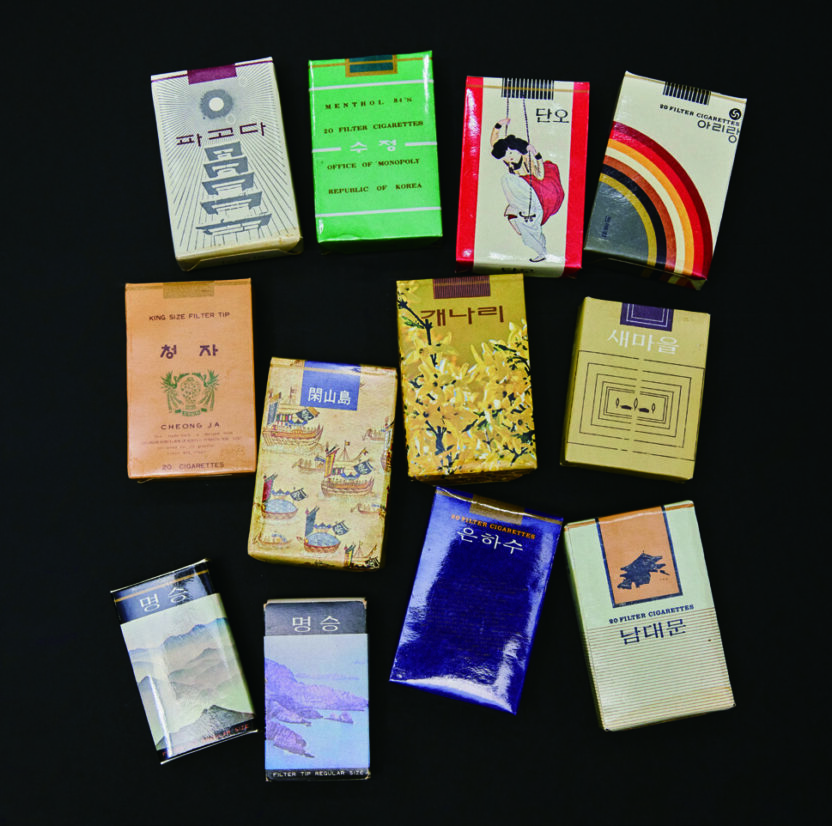 파고다
MENTHOL 84'S
20 FILTER CIGARETTES
수정
OFFICE OF MONOPOLY
REPUBLIC OF KOREA
단오
20 FILTER CIGARETTES
아리랑
KING SIZE FILTER TIP
청자
CHEONG JA
20 CIGARETTES
閑山島
개나리
새마을
20 FILTER CIGARETTES
은하수
20 FILTER CIGARETTES
남대문
명승
명승
FILTER TIP REGULAR SIZE